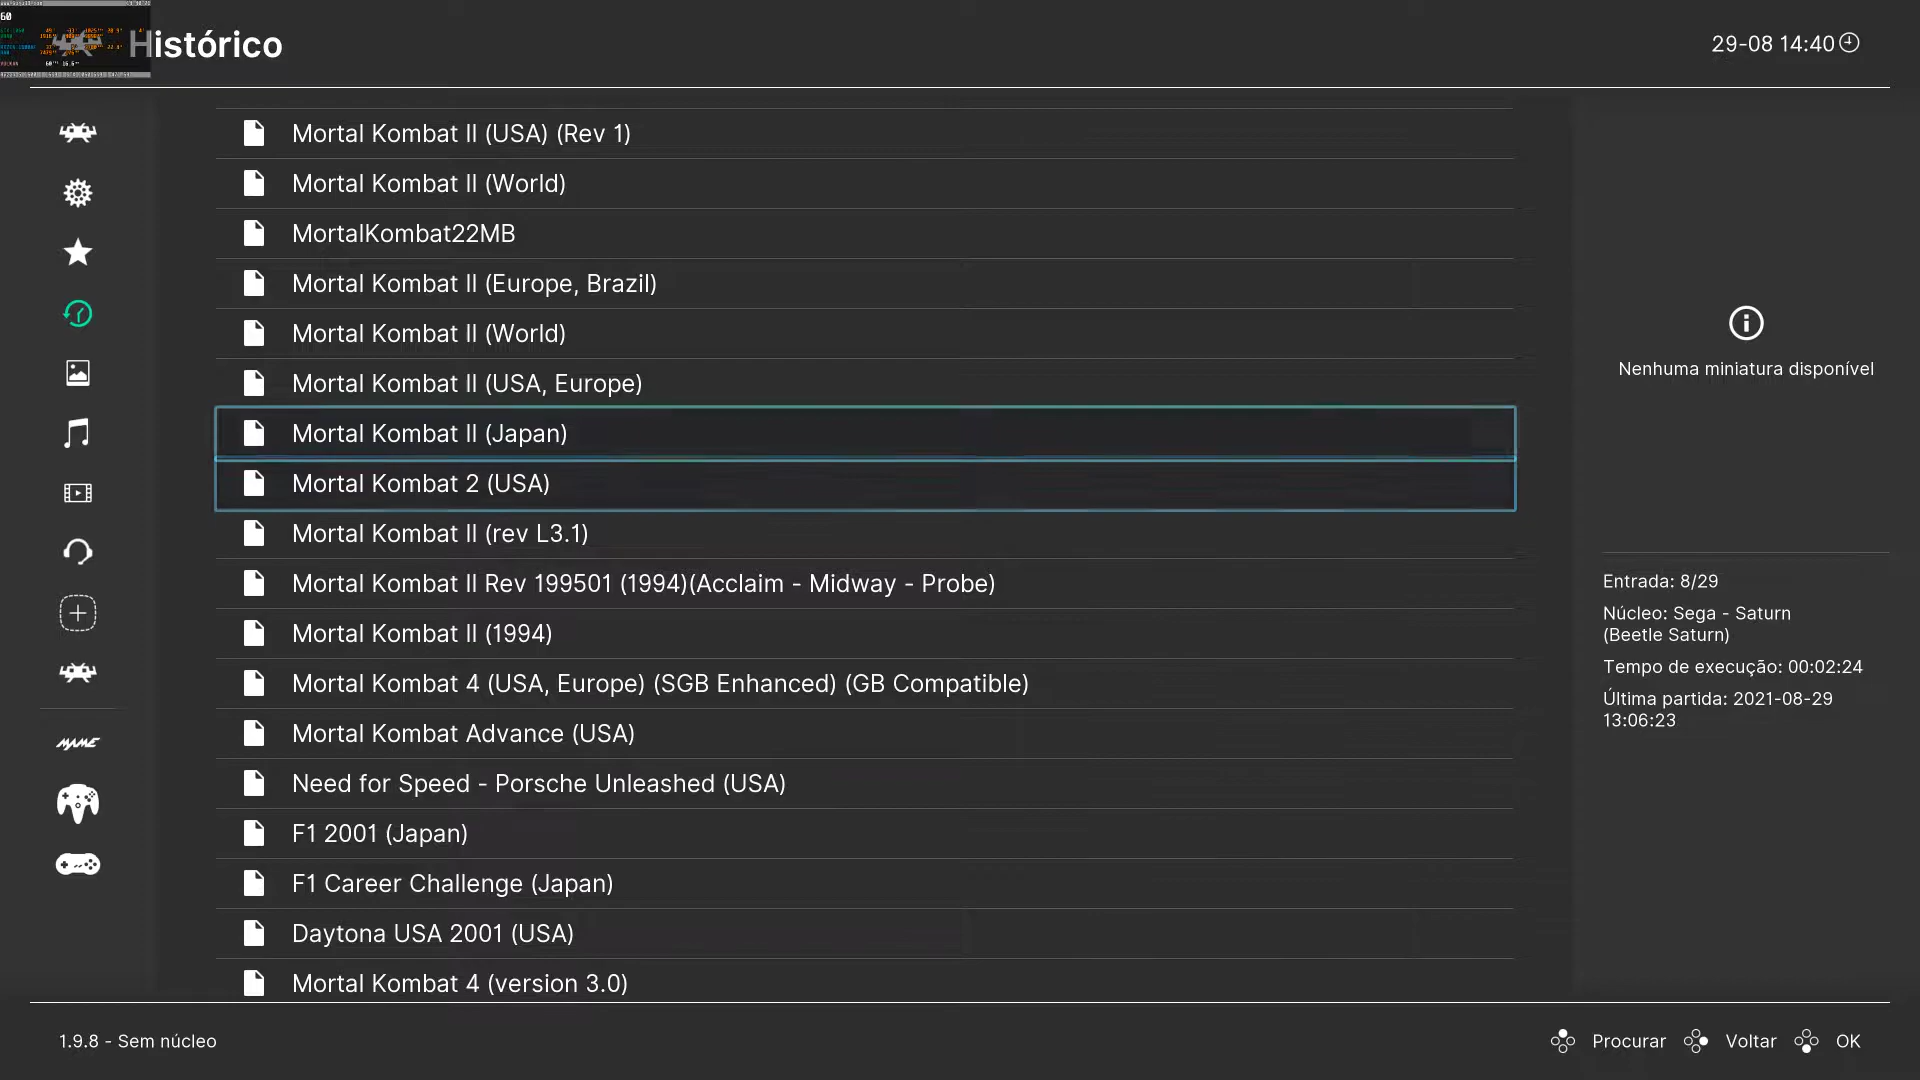 Histórico
29-08 14:40
Mortal Kombat II (USA) (Rev 1)
Mortal Kombat II (World)
MortalKombat22MB
Mortal Kombat II (Europe, Brazil)
Mortal Kombat II (World)
Mortal Kombat II (USA, Europe)
Mortal Kombat II (Japan)
Mortal Kombat 2 (USA)
Mortal Kombat II (rev L3.1)
Mortal Kombat II Rev 199501 (1994)(Acclaim - Midway - Probe)
Mortal Kombat II (1994)
Mortal Kombat 4 (USA, Europe) (SGB Enhanced) (GB Compatible)
Mortal Kombat Advance (USA)
Need for Speed - Porsche Unleashed (USA)
F1 2001 (Japan)
F1 Career Challenge (Japan)
Daytona USA 2001 (USA)
Mortal Kombat 4 (version 3.0)
MAME
Nenhuma miniatura disponível
Entrada: 8/29
Núcleo: Sega - Saturn
(Beetle Saturn)
Tempo de execução: 00:02:24
Última partida: 2021-08-29
13:06:23
1.9.8 - Sem núcleo
Procurar
Voltar
OK